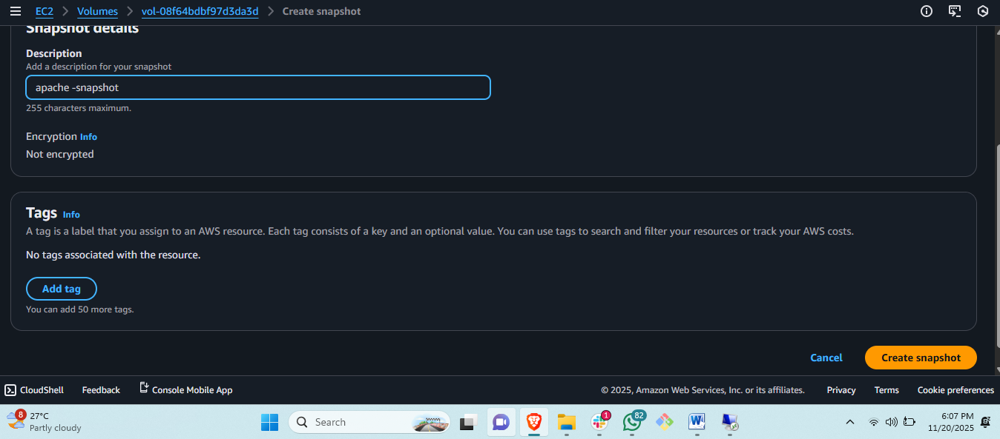 EC2 > Volumes > vol-08f64bdbf97d3da3d > Create snapshot
Snapshot details
Description
Add a description for your snapshot
apache -snapshot
255 characters maximum.
Encryption Info
Not encrypted
Tags Info
A tag is a label that you assign to an AWS resource. Each tag consists of a key and an optional value. You can use tags to search and filter your resources or track your AWS costs.
No tags associated with the resource.
Add tag
You can add 50 more tags.
Cancel Create snapshot
CloudShell Feedback Console Mobile App © 2025, Amazon Web Services, Inc. or its affiliates. Privacy Terms Cookie preferences
8 27°C
Partly cloudy
Search
1
82
W
6:07 PM
11/20/2025